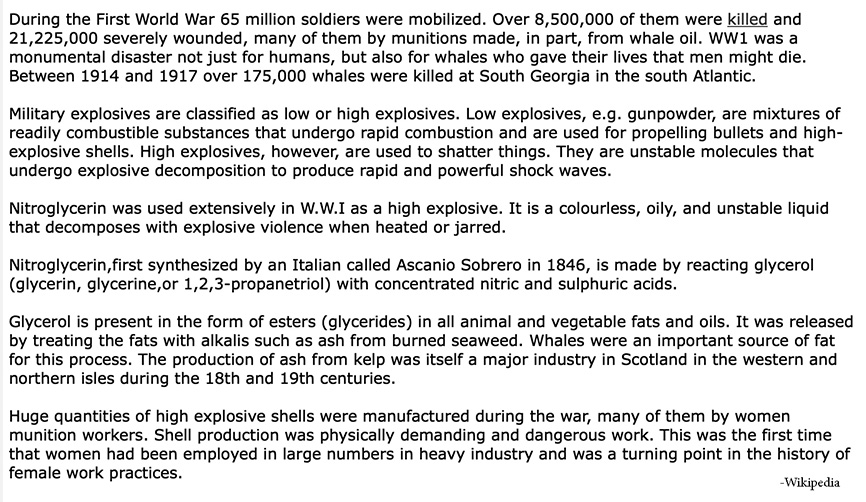 During the First World War 65 million soldiers were mobilized. Over 8,500,000 of them were killed and
21,225,000 severely wounded, many of them by munitions made, in part, from whale oil. WW1 was a
monumental disaster not just for humans, but also for whales who gave their lives that men might die.
Between 1914 and 1917 over 175,000 whales were killed at South Georgia in the south Atlantic.
Military explosives are classified as low or high explosives. Low explosives, e.g. gunpowder, are mixtures of
readily combustible substances that undergo rapid combustion and are used for propelling bullets and high-
explosive shells. High explosives, however, are used to shatter things. They are unstable molecules that
undergo explosive decomposition to produce rapid and powerful shock waves.
Nitroglycerin was used extensively in W.W.I as a high explosive. It is a colourless, oily, and unstable liquid
that decomposes with explosive violence when heated or jarred.
Nitroglycerin,first synthesized by an Italian called Ascanio Sobrero in 1846, is made by reacting glycerol
(glycerin, glycerine,or 1,2,3-propanetriol) with concentrated nitric and sulphuric acids.
Glycerol is present in the form of esters (glycerides) in all animal and vegetable fats and oils. It was released
by treating the fats with alkalis such as ash from burned seaweed. Whales were an important source of fat
for this process. The production of ash from kelp was itself a major industry in Scotland in the western and
northern isles during the 18th and 19th centuries.
Huge quantities of high explosive shells were manufactured during the war, many of them by women
munition workers. Shell production was physically demanding and dangerous work. This was the first time
that women had been employed in large numbers in heavy industry and was a turning point in the history of
female work practices.
-Wikipedia